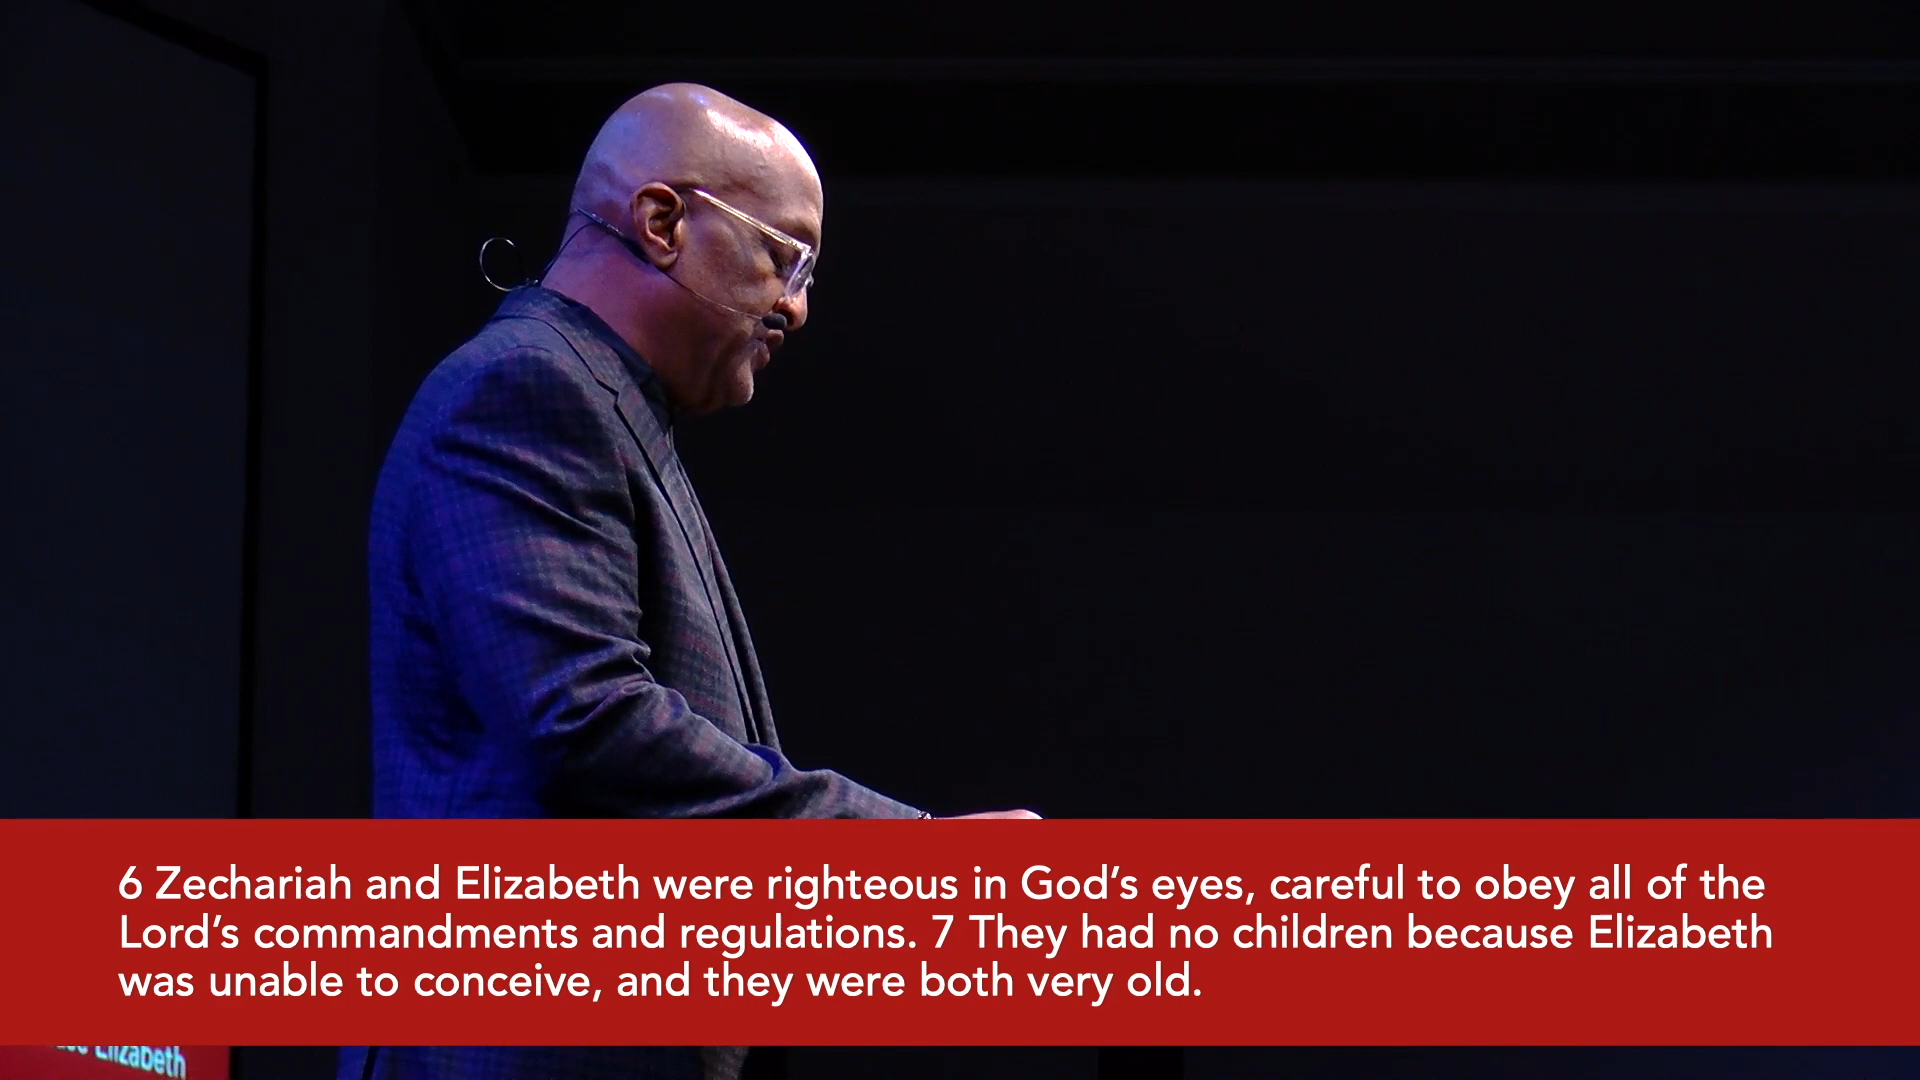 6 Zechariah and Elizabeth were righteous in God’s eyes, careful to obey all of the
Lord’s commandments and regulations. 7 They had no children because Elizabeth
was unable to conceive, and they were both very old.
Elizabeth